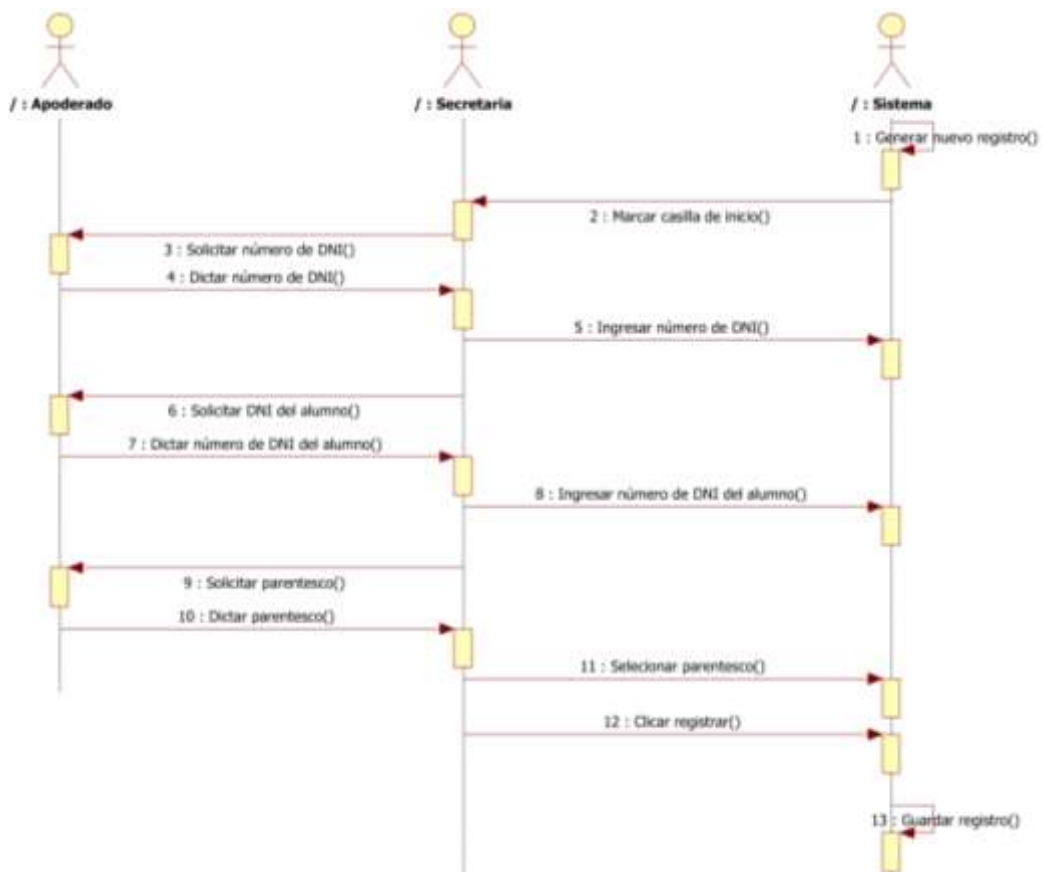 / : Apoderado
/ : Secretaria
/ : Sistema
1 : Generar nuevo registro()
2 : Marcar casilla de inicio()
3 : Solicitar número de DNI()
4 : Dictar número de DNI()
5 : Ingresar número de DNI()
6 : Solicitar DNI del alumno()
7 : Dictar número de DNI del alumno()
8 : Ingresar número de DNI del alumno()
9 : Solicitar parentesco()
10 : Dictar parentesco()
11 : Selecionar parentesco()
12 : Clicar registrar()
13 : Guardar registro()